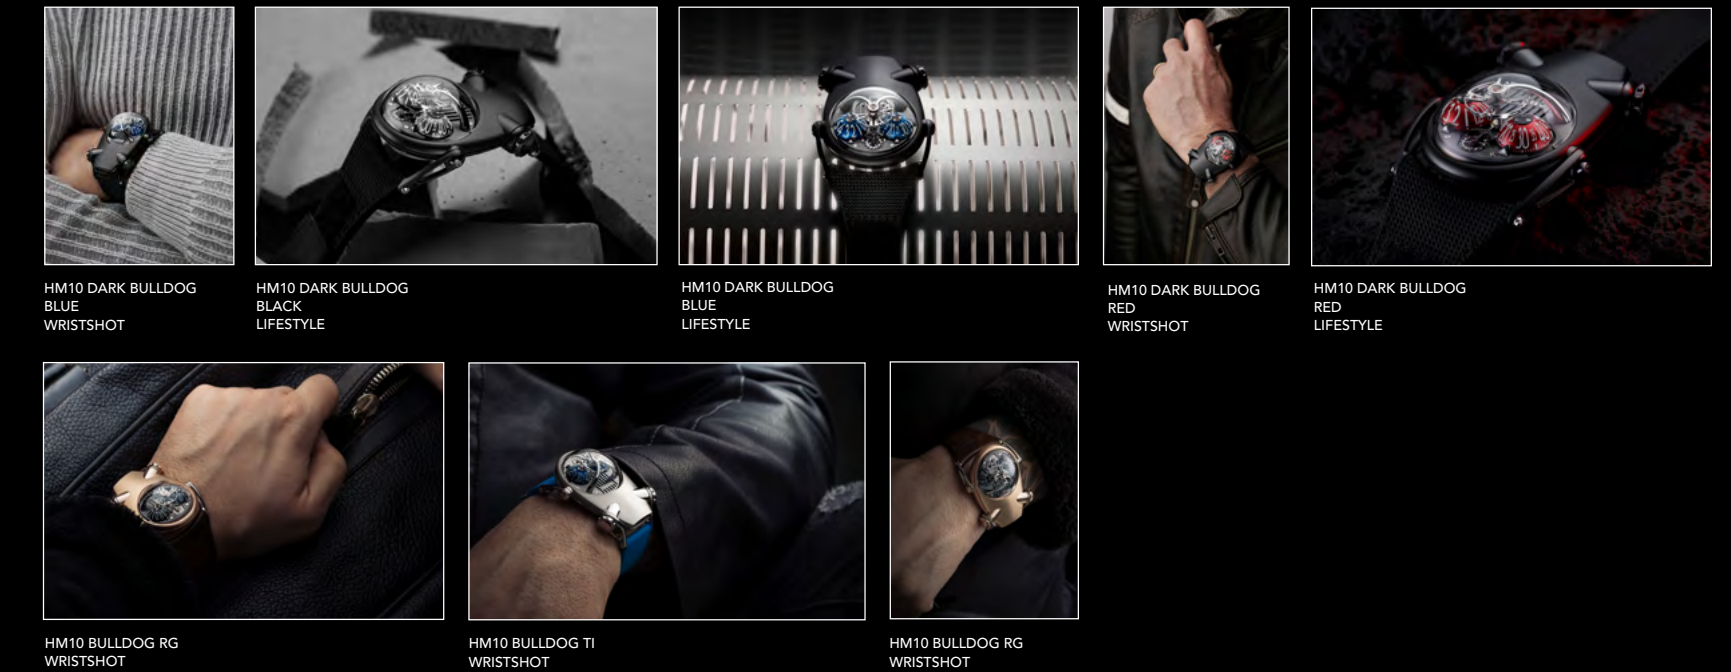 HM10 DARK BULLDOG
BLUE
WRISTSHOT
HM10 DARK BULLDOG
BLACK
LIFESTYLE
HM10 DARK BULLDOG
BLUE
LIFESTYLE
HM10 DARK BULLDOG
RED
WRISTSHOT
HM10 DARK BULLDOG
RED
LIFESTYLE
HM10 BULLDOG RG
WRISTSHOT
HM10 BULLDOG TI
WRISTSHOT
HM10 BULLDOG RG
WRISTSHOT